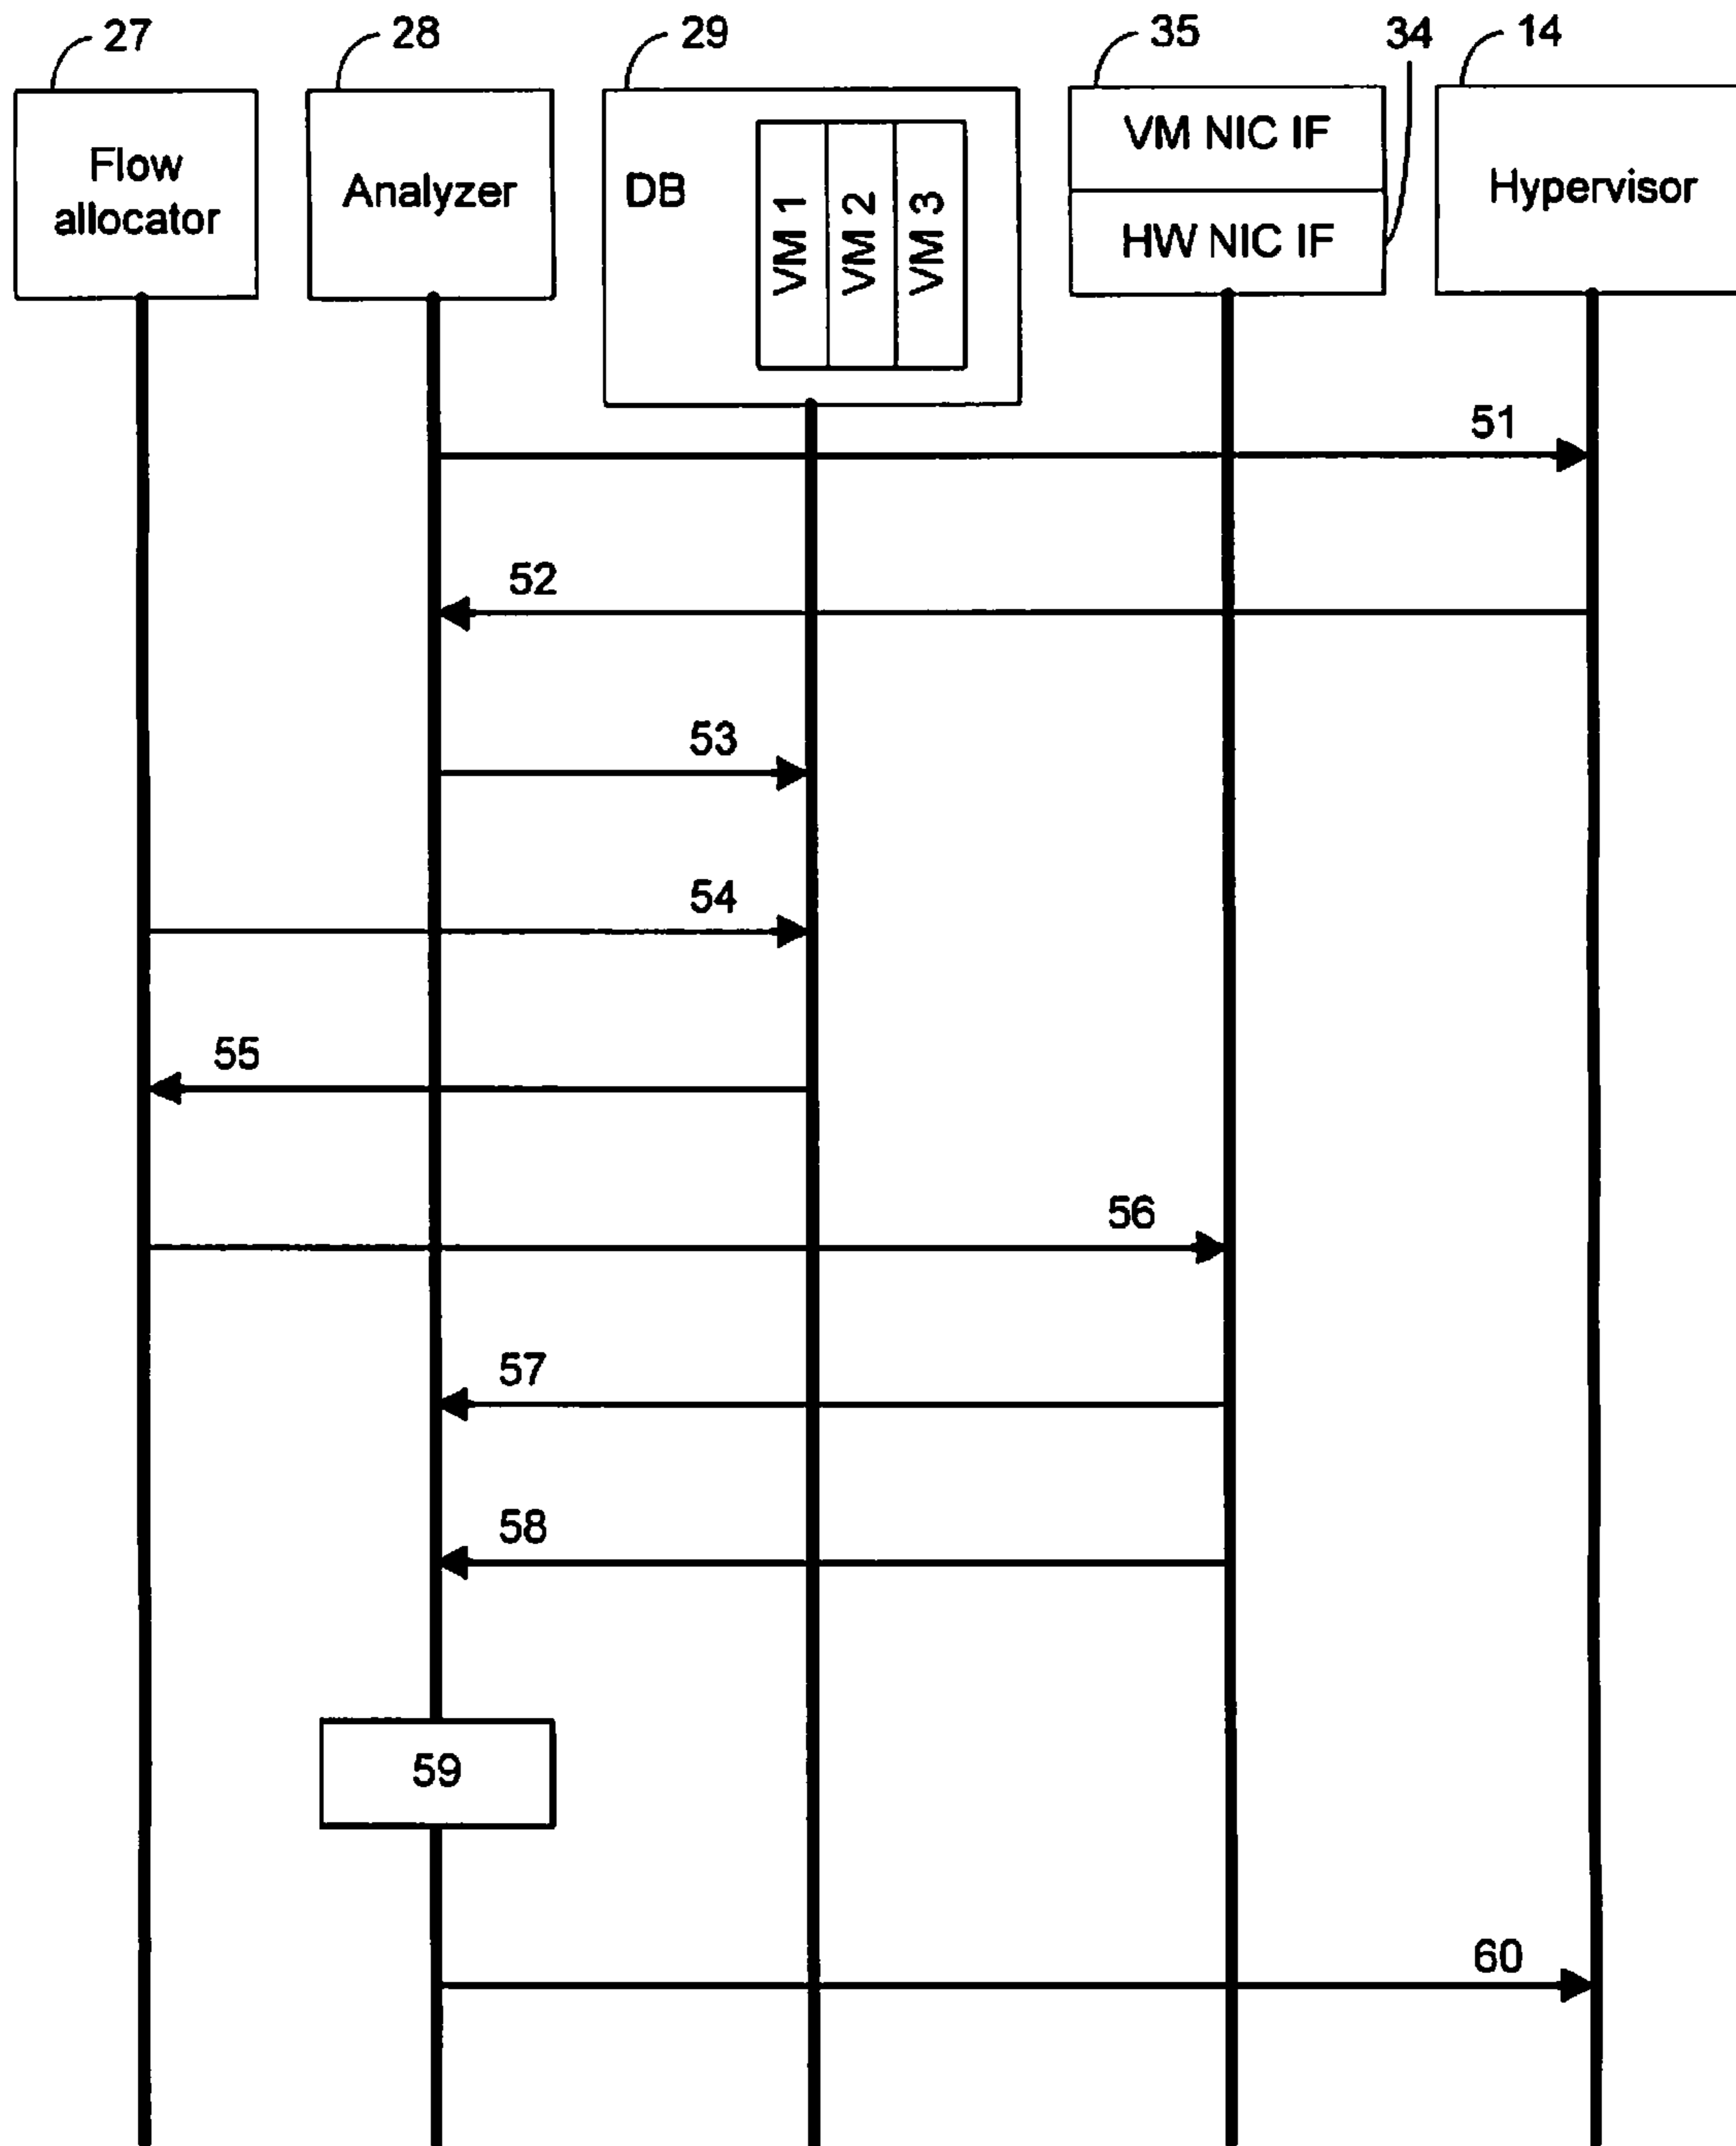 27
28
29
35
34
14
Flow
allocator
Analyzer
DB
VM 1
VM 2
VM 3
VM NIC IF
HW NIC IF
Hypervisor
51
52
53
54
55
56
57
58
59
60